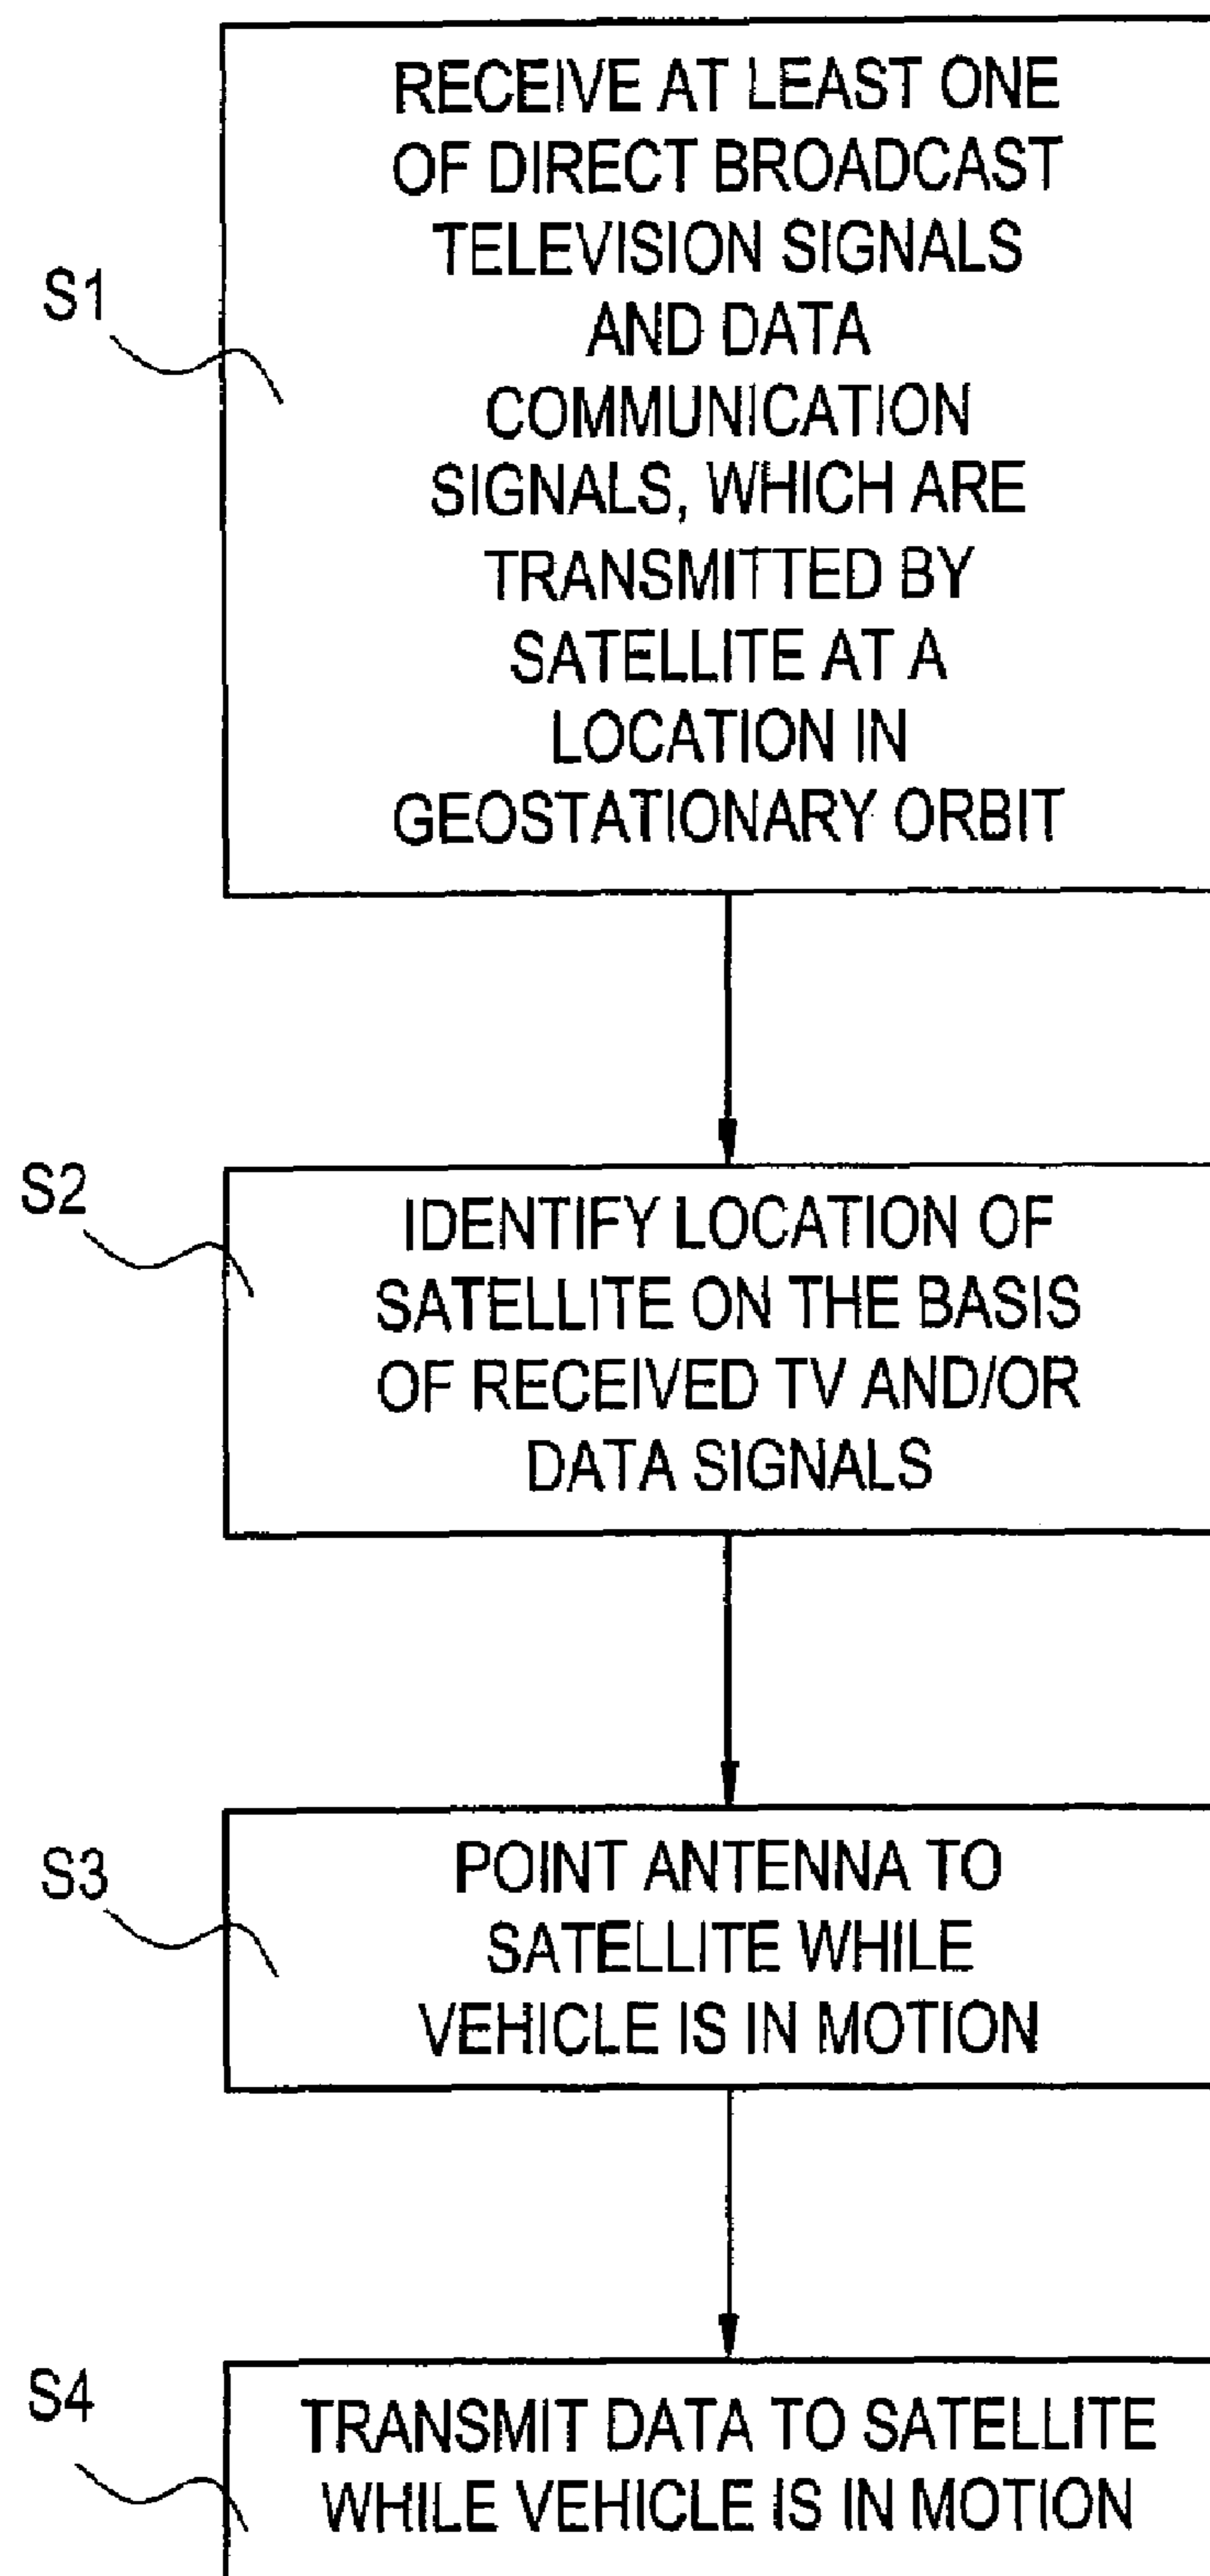 S1
RECEIVE AT LEAST ONE
OF DIRECT BROADCAST
TELEVISION SIGNALS
AND DATA
COMMUNICATION
SIGNALS, WHICH ARE
TRANSMITTED BY
SATELLITE AT A
LOCATION IN
GEOSTATIONARY ORBIT
S2
IDENTIFY LOCATION OF
SATELLITE ON THE BASIS
OF RECEIVED TV AND/OR
DATA SIGNALS
S3
POINT ANTENNA TO
SATELLITE WHILE
VEHICLE IS IN MOTION
S4
TRANSMIT DATA TO SATELLITE
WHILE VEHICLE IS IN MOTION